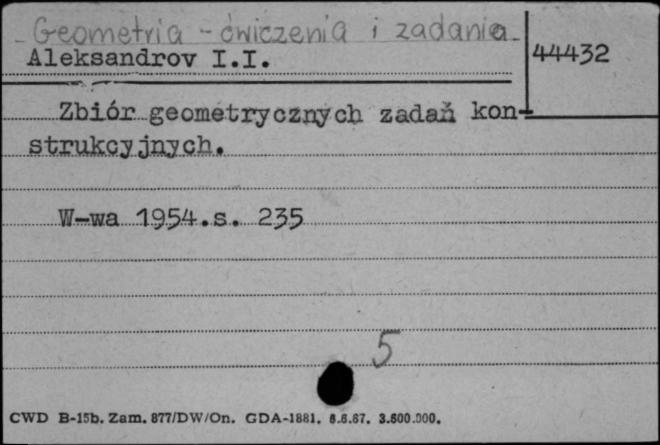 Geometria - ćwiczenia i zadania
Aleksandrov I.I.
44432
Zbiór geometrycznych zadań kon-
strukcyjnych.
W-wa 1954.s. 235
5
CWD B-15b. Zam. 877/DW/On. GDA-1881. 6.6.67. 3.600.000.